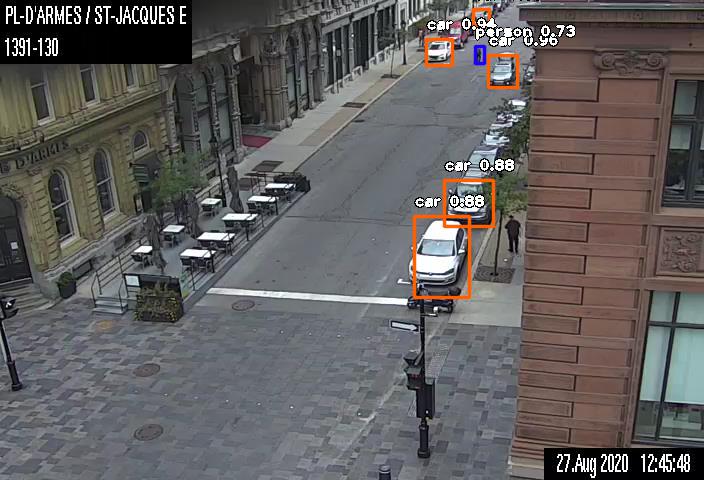 PL-D'ARMES / ST-JACQUES E
1391-130
car 0.94
person 0.73
car 0.96
car 0.88
car 0.88
D'ARMES
27.Aug 2020 12:45:48